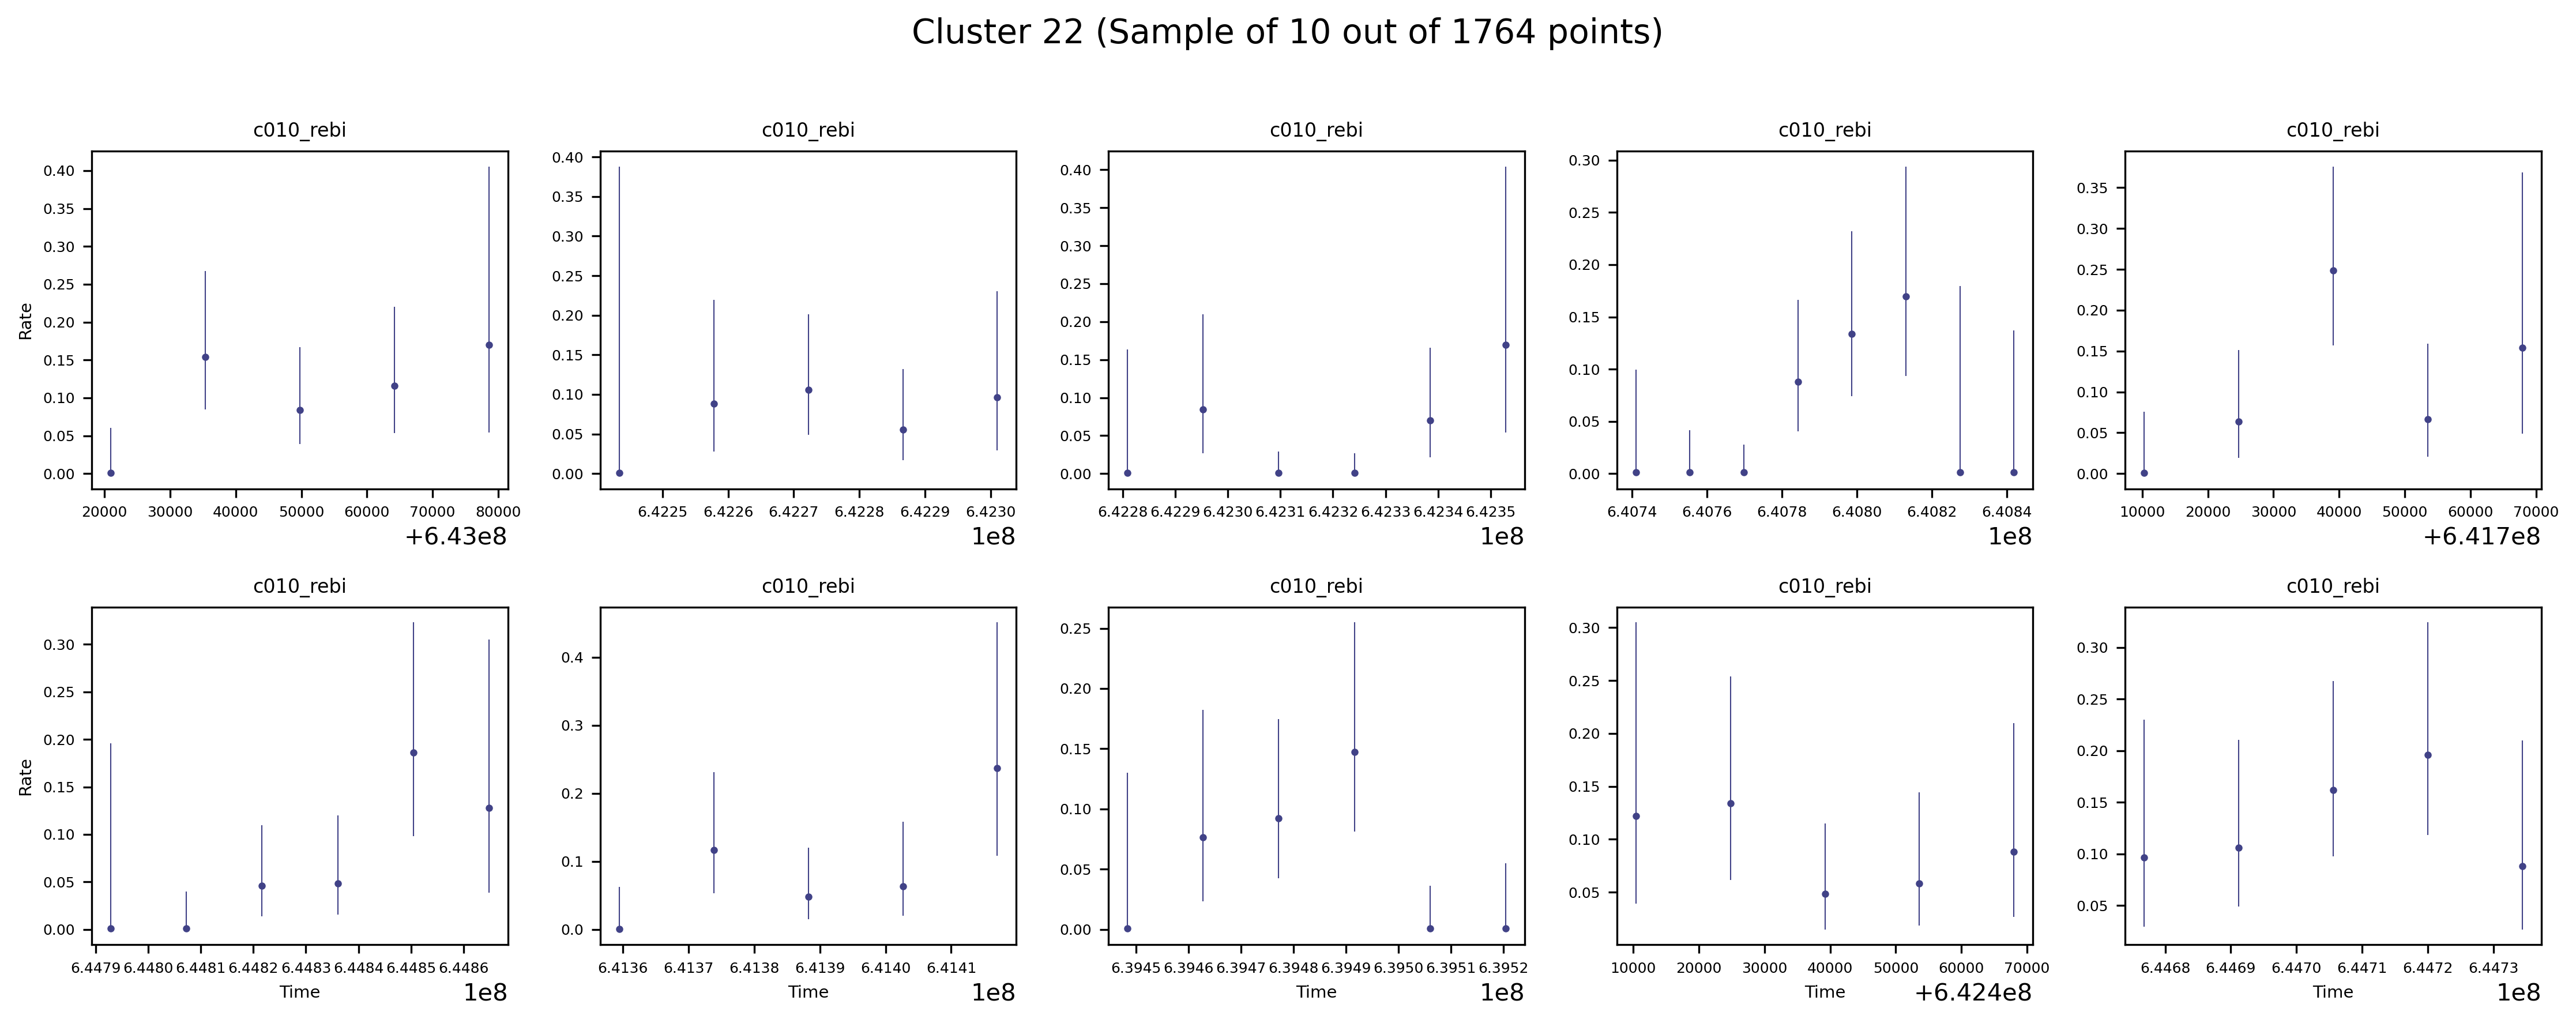 Cluster 22 (Sample of 10 out of 1764 points)
c010_rebi c010_rebi c010_rebi c010_rebi c010_rebi
Rate
0.40
0.35
0.30
0.25
0.20
0.15
0.10
0.05
0.00
20000 30000 40000 50000 60000 70000 80000
+6.43e8
0.40
0.35
0.30
0.25
0.20
0.15
0.10
0.05
0.00
6.4225 6.4226 6.4227 6.4228 6.4229 6.4230
1e8
0.40
0.35
0.30
0.25
0.20
0.15
0.10
0.05
0.00
6.4228 6.4229 6.4230 6.4231 6.4232 6.4233 6.4234 6.4235
1e8
0.30
0.25
0.20
0.15
0.10
0.05
0.00
6.4074 6.4076 6.4078 6.4080 6.4082 6.4084
1e8
0.35
0.30
0.25
0.20
0.15
0.10
0.05
0.00
10000 20000 30000 40000 50000 60000 70000
+6.417e8
c010_rebi c010_rebi c010_rebi c010_rebi c010_rebi
Rate
0.30
0.25
0.20
0.15
0.10
0.05
0.00
6.4479 6.4480 6.4481 6.4482 6.4483 6.4484 6.4485 6.4486
Time 1e8
0.4
0.3
0.2
0.1
0.0
6.4136 6.4137 6.4138 6.4139 6.4140 6.4141
Time 1e8
0.25
0.20
0.15
0.10
0.05
0.00
6.3945 6.3946 6.3947 6.3948 6.3949 6.3950 6.3951 6.3952
Time 1e8
0.30
0.25
0.20
0.15
0.10
0.05
10000 20000 30000 40000 50000 60000 70000
Time +6.424e8
0.30
0.25
0.20
0.15
0.10
0.05
6.4468 6.4469 6.4470 6.4471 6.4472 6.4473
Time 1e8